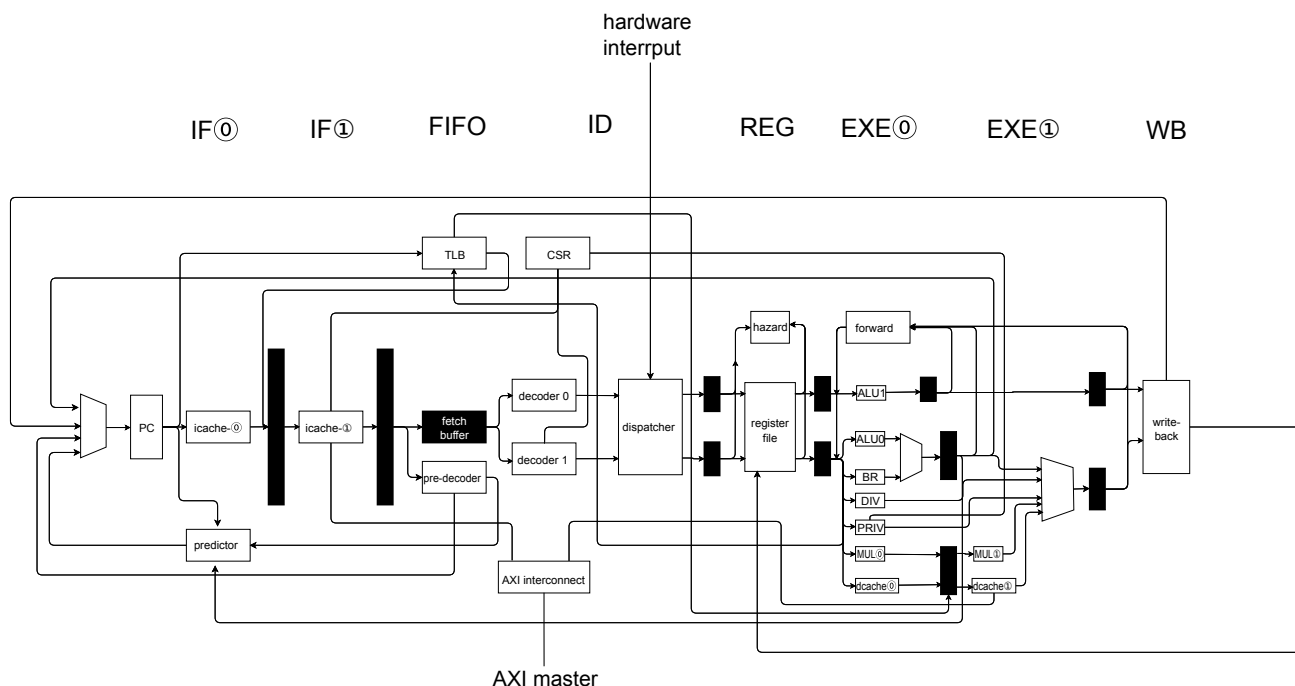 hardware
interrput
IF⓪
IF①
FIFO
ID
REG
EXE⓪
EXE①
WB
TLB
CSR
hazard
forward
PC
icache-⓪
icache-①
fetch
buffer
decoder 0
decoder 1
pre-decoder
dispatcher
register
file
ALU1
ALU0
BR
DIV
PRIV
MUL⓪
MUL①
dcache⓪
dcache①
write-
back
predictor
AXI interconnect
AXI master